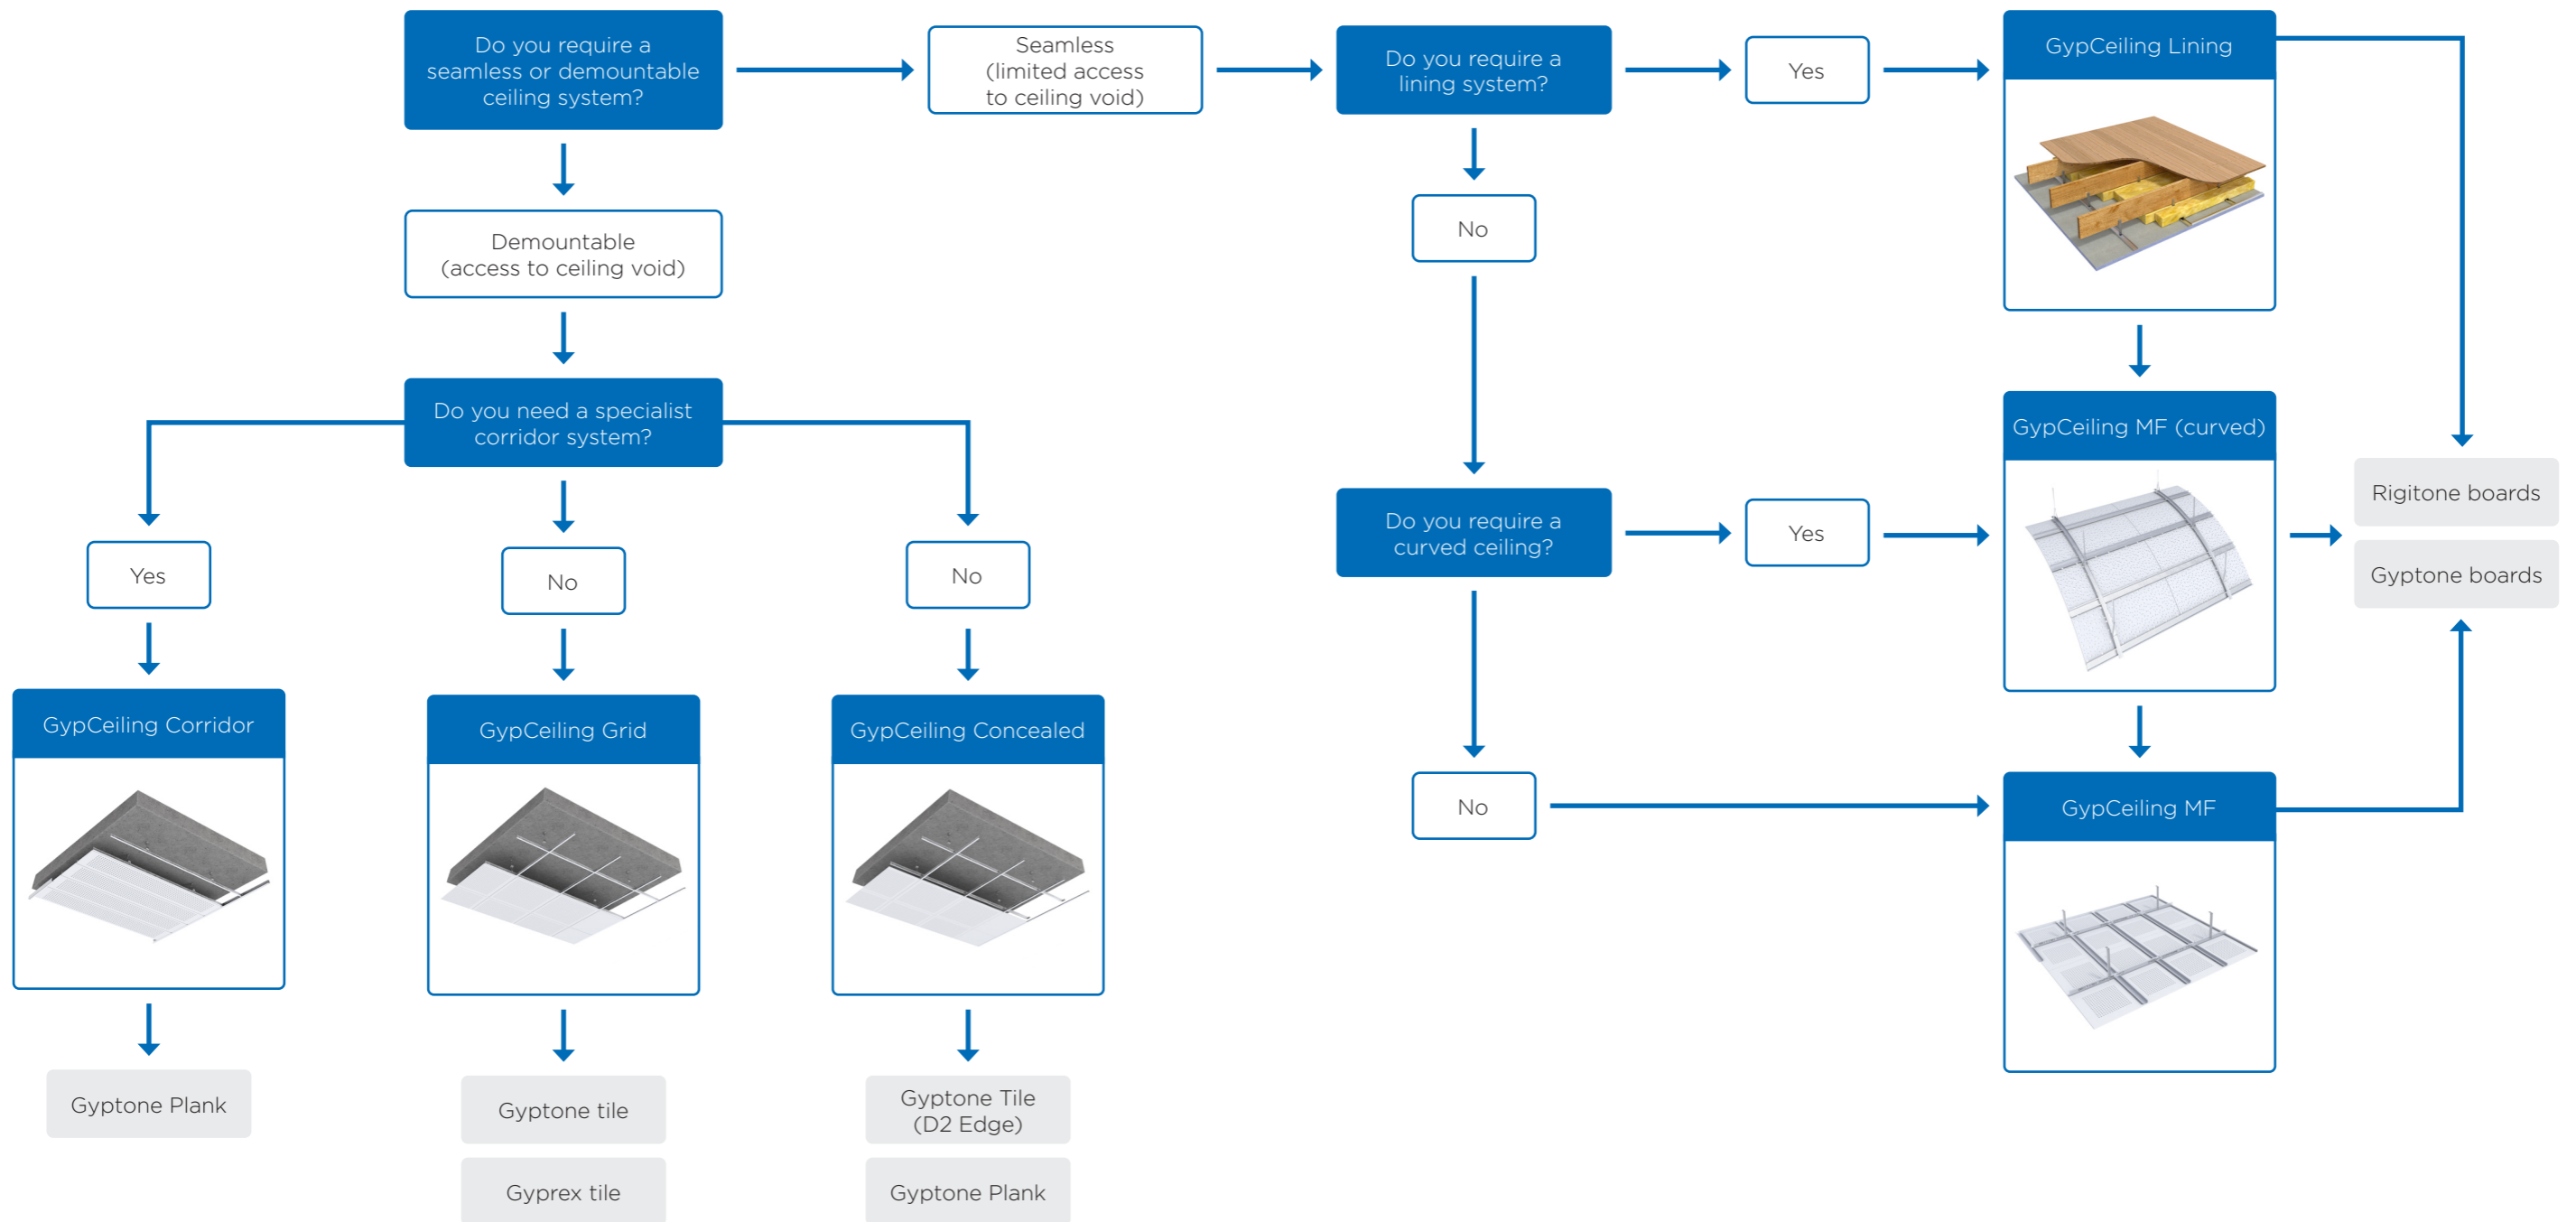 Do you require a
seamless or demountable
ceiling system?
Seamless
(limited access
to ceiling void)
Do you require a
lining system?
Yes
GypCeiling Lining
No
Demountable
(access to ceiling void)
Do you need a specialist
corridor system?
Yes
No
No
Do you require a
curved ceiling?
Yes
GypCeiling MF (curved)
Rigitone boards
Gyptone boards
No
GypCeiling MF
GypCeiling Corridor
GypCeiling Grid
GypCeiling Concealed
Gyptone Plank
Gyptone tile
Gyprex tile
Gyptone Tile
(D2 Edge)
Gyptone Plank